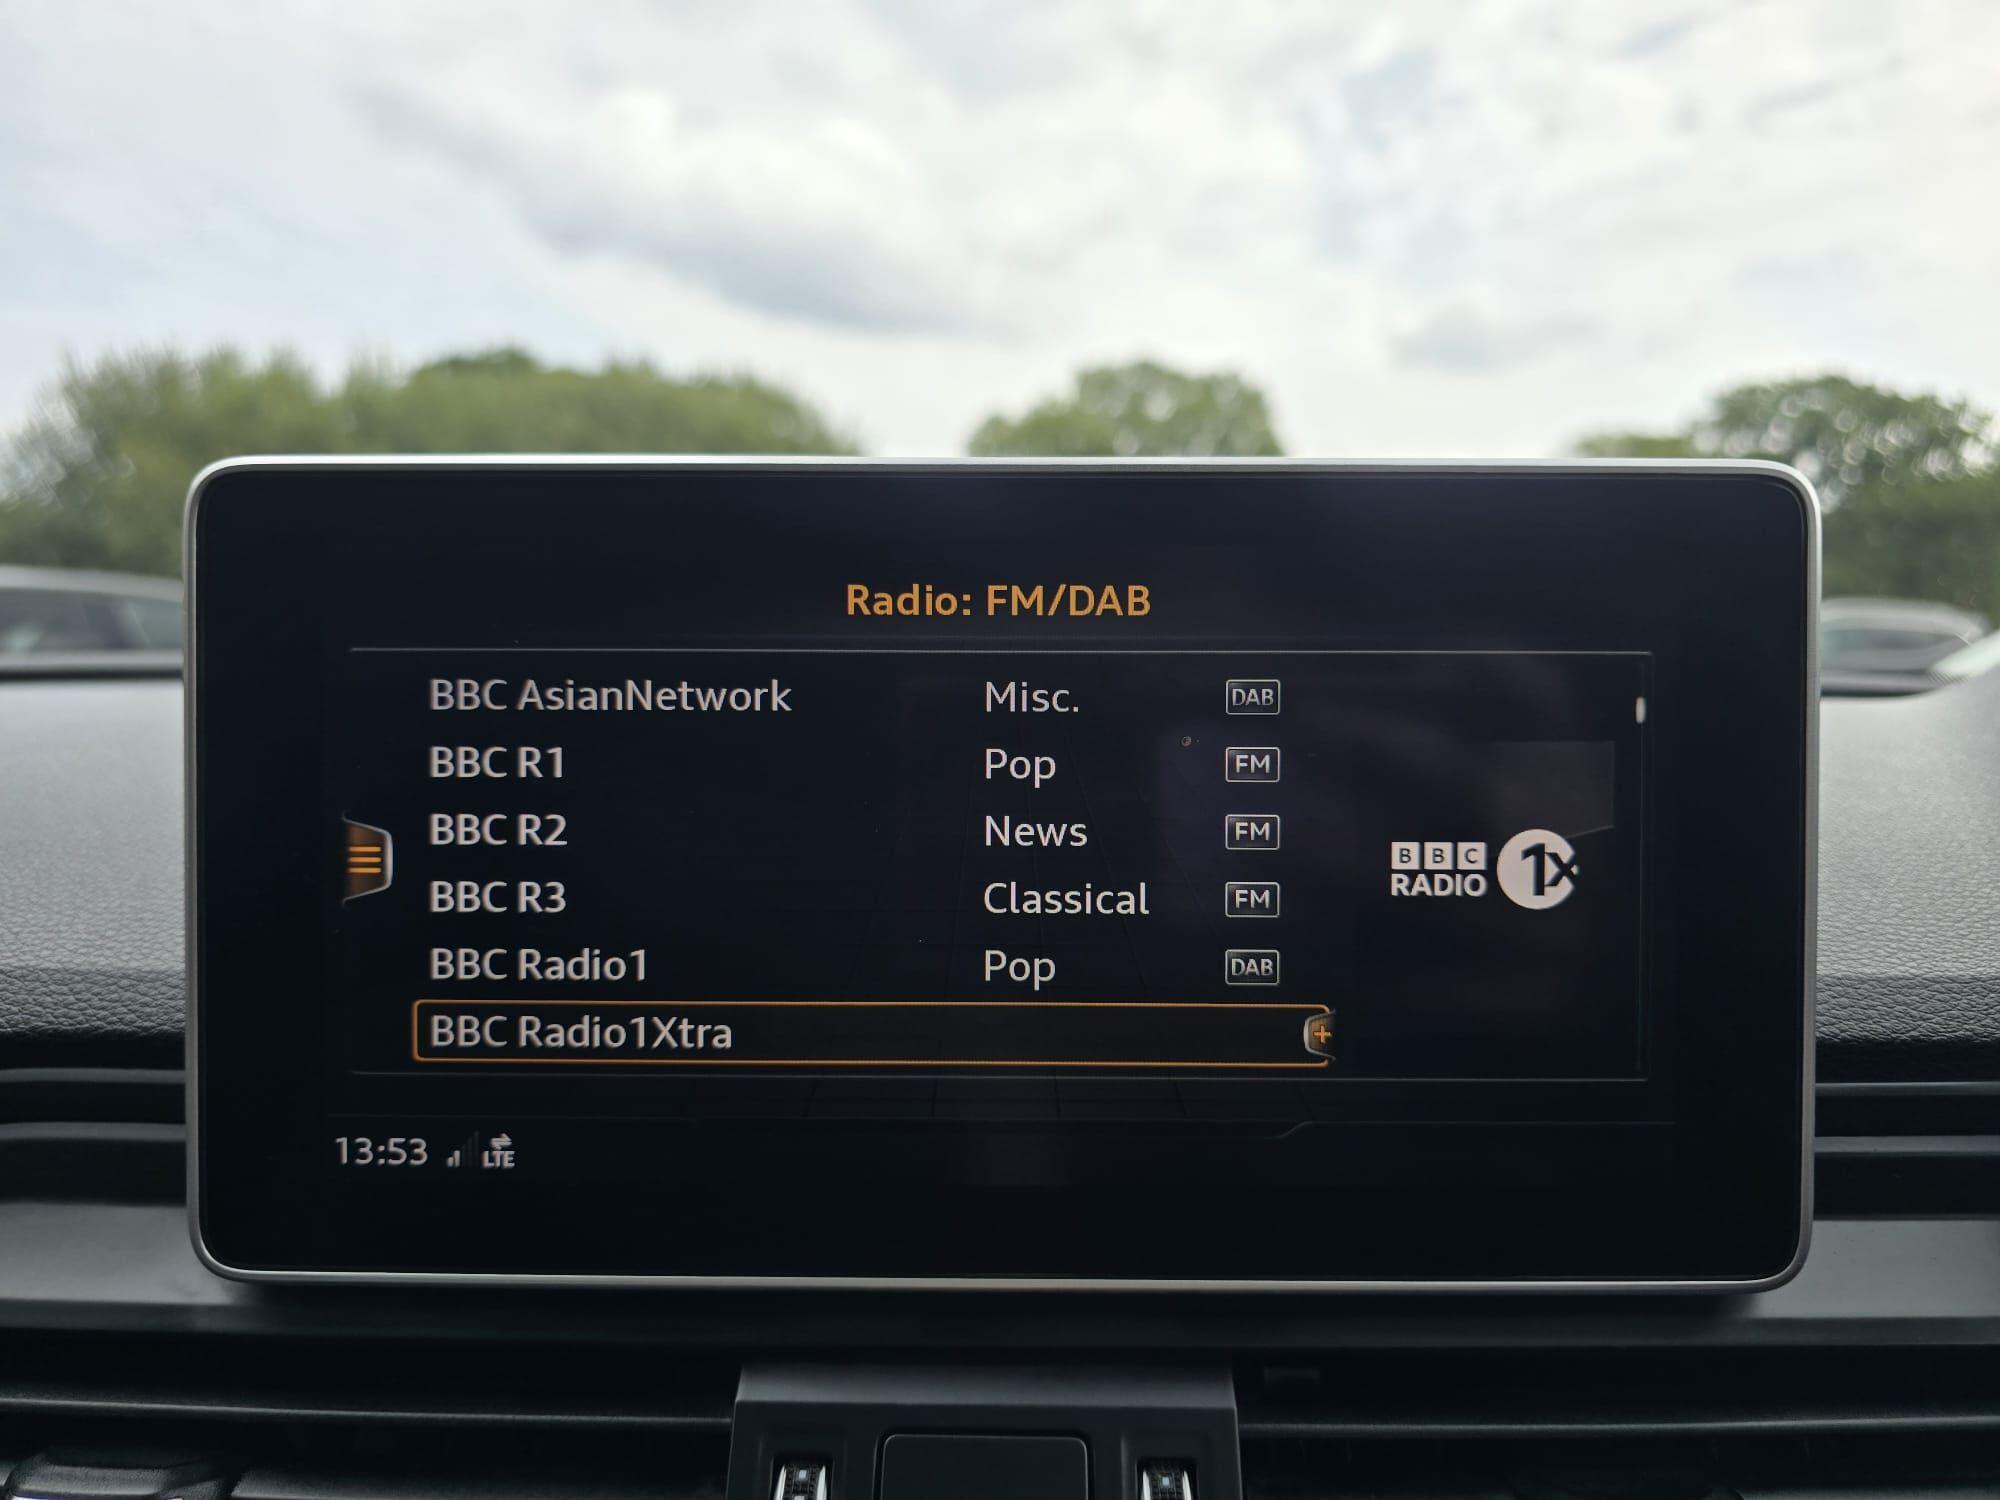 Radio: FM/DAB
BBC AsianNetwork Misc. DAB
BBC R1 Pop FM
BBC R2 News FM
BBC R3 Classical FM
BBC Radio1 Pop DAB
BBC Radio1Xtra +
BBC
RADIO 1X
13:53 LTE